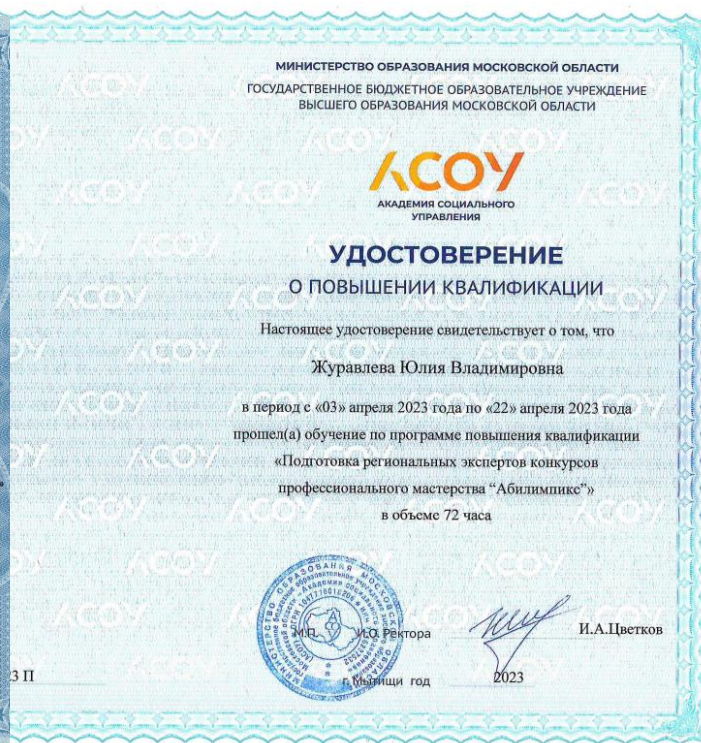 МИНИСТЕРСТВО ОБРАЗОВАНИЯ МОСКОВСКОЙ ОБЛАСТИ
ГОСУДАРСТВЕННОЕ БЮДЖЕТНОЕ ОБРАЗОВАТЕЛЬНОЕ УЧРЕЖДЕНИЕ
ВЫСШЕГО ОБРАЗОВАНИЯ МОСКОВСКОЙ ОБЛАСТИ
АСОУ
АКАДЕМИЯ СОЦИАЛЬНОГО
УПРАВЛЕНИЯ
УДОСТОВЕРЕНИЕ
О ПОВЫШЕНИИ КВАЛИФИКАЦИИ
Настоящее удостоверение свидетельствует о том, что
Журавлева Юлия Владимировна
в период с «03» апреля 2023 года по «22» апреля 2023 года
прошел(а) обучение по программе повышения квалификации
«Подготовка региональных экспертов конкурсов
профессионального мастерства “Абилимпикс”»
в объеме 72 часа
М.П. И.О. Ректора И.А.Цветков
3 П
г. Мытищи год 2023